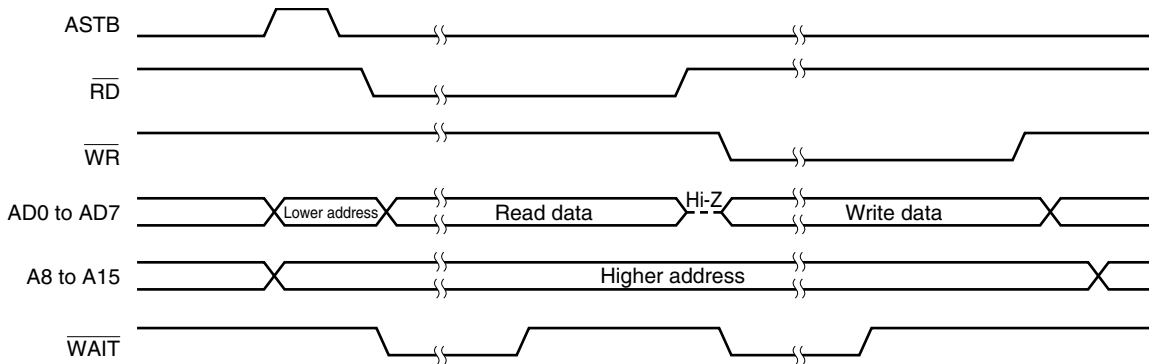 ASTB
RD
WR
Hi-Z
AD0 to AD7 Lower address Read data Write data
A8 to A15 Higher address
WAIT